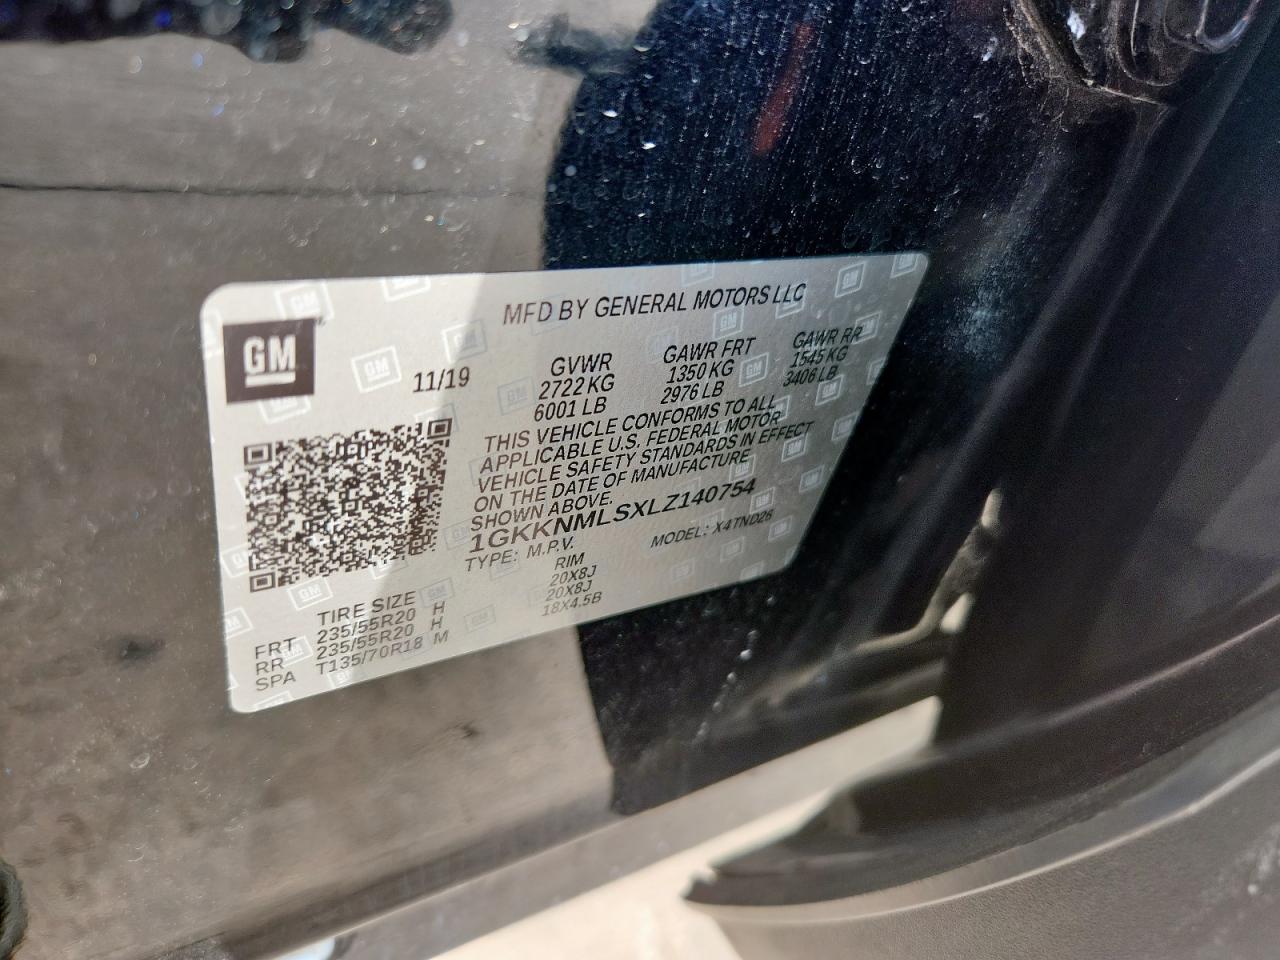 MFD BY GENERAL MOTORS LLC
GM
11/19
GVWR GAWR FRT GAWR RR
2722 KG 1350 KG 1545 KG
6001 LB 2976 LB 3406 LB
THIS VEHICLE CONFORMS TO ALL
APPLICABLE U.S. FEDERAL MOTOR
VEHICLE SAFETY STANDARDS IN EFFECT
ON THE DATE OF MANUFACTURE
SHOWN ABOVE.
1GKKNMLSXLZ140754
TYPE: M.P.V. MODEL: X4TND26
TIRE SIZE RIM
FRT 235/55R20 H 20X8J
RR 235/55R20 H 20X8J
SPA T135/70R18 M 18X4.5B